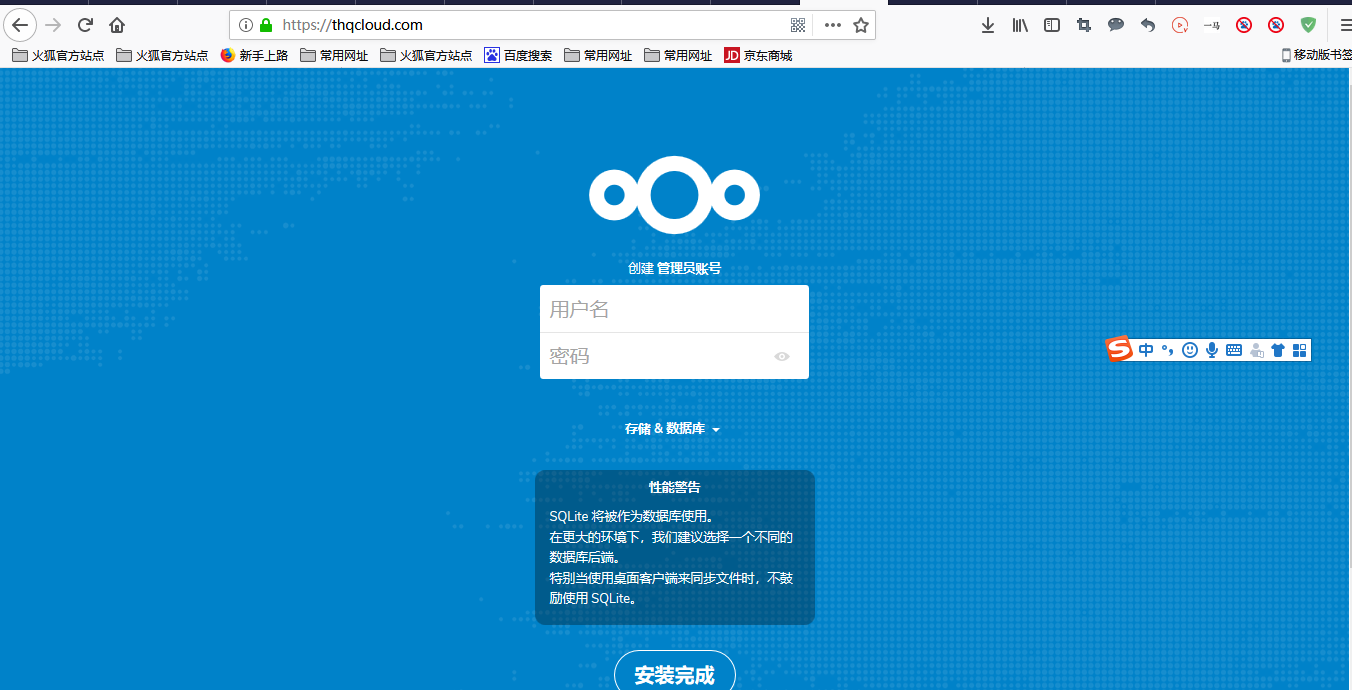 https://thqcloud.com
火狐官方站点 火狐官方站点 新手上路 常用网址 火狐官方站点 百度搜索 常用网址 常用网址 JD 京东商城 移动版书签
创建 管理员账号
用户名
密码
中
存储 & 数据库
性能警告
SQLite 将被作为数据库使用。
在更大的环境下，我们建议选择一个不同的
数据库后端。
特别当使用桌面客户端来同步文件时，不鼓
励使用 SQLite。
安装完成